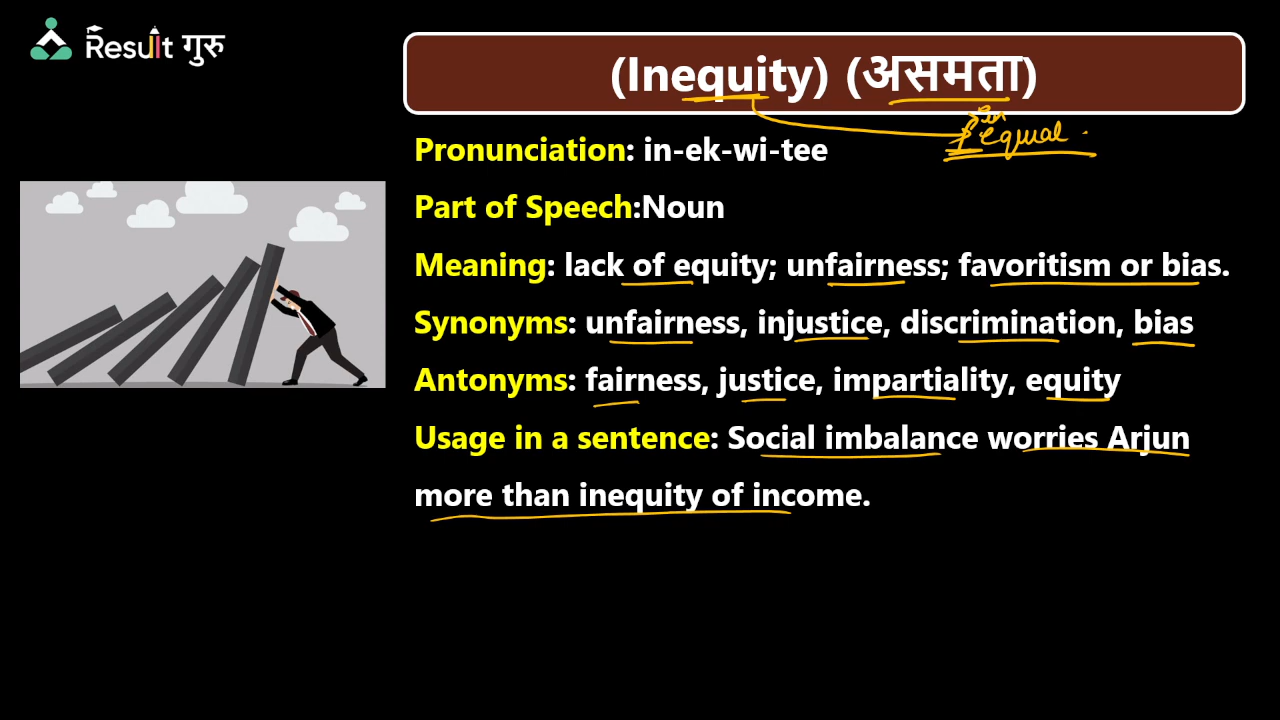 Result गुरु
(Inequity) (असमता)
equal
Pronunciation: in-ek-wi-tee
Part of Speech:Noun
Meaning: lack of equity; unfairness; favoritism or bias.
Synonyms: unfairness, injustice, discrimination, bias
Antonyms: fairness, justice, impartiality, equity
Usage in a sentence: Social imbalance worries Arjun
more than inequity of income.